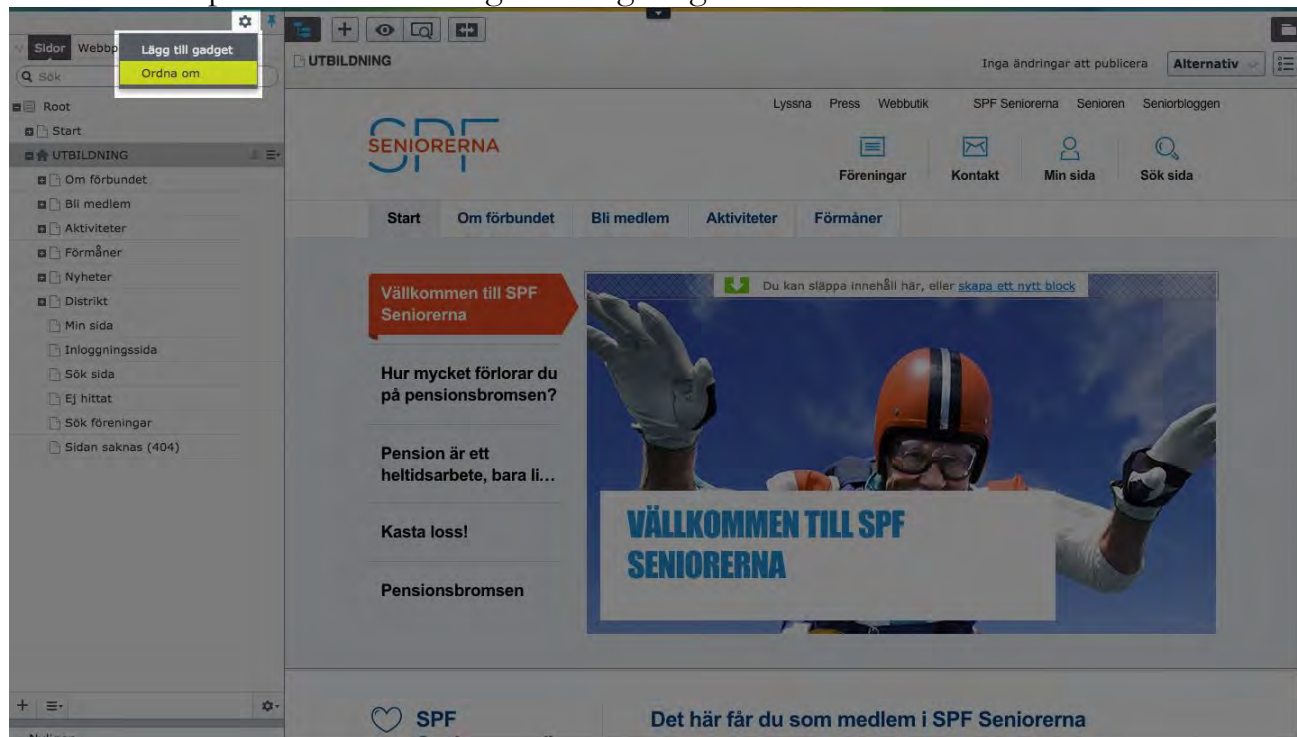 Sidor Webbp
Lägg till gadget
Ordna om
Sök
Root
Start
UTBILDNING
Om förbundet
Bli medlem
Aktiviteter
Förmåner
Nyheter
Distrikt
Min sida
Inloggningssida
Sök sida
Ej hittat
Sök föreningar
Sidan saknas (404)
UTBILDNING
Inga ändringar att publicera Alternativ
Lyssna Press Webbutik SPF Seniorerna Senioren Seniorbloggen
SPF
SENIORERNA
Föreningar Kontakt Min sida Sök sida
Start Om förbundet Bli medlem Aktiviteter Förmåner
Vällkommen till SPF
Seniorerna
Hur mycket förlorar du
på pensionsbromsen?
Pension är ett
heltidsarbete, bara li…
Kasta loss!
Pensionsbromsen
Du kan släppa innehåll här, eller skapa ett nytt block
VÄLLKOMMEN TILL SPF
SENIORERNA
SPF
Det här får du som medlem i SPF Seniorerna